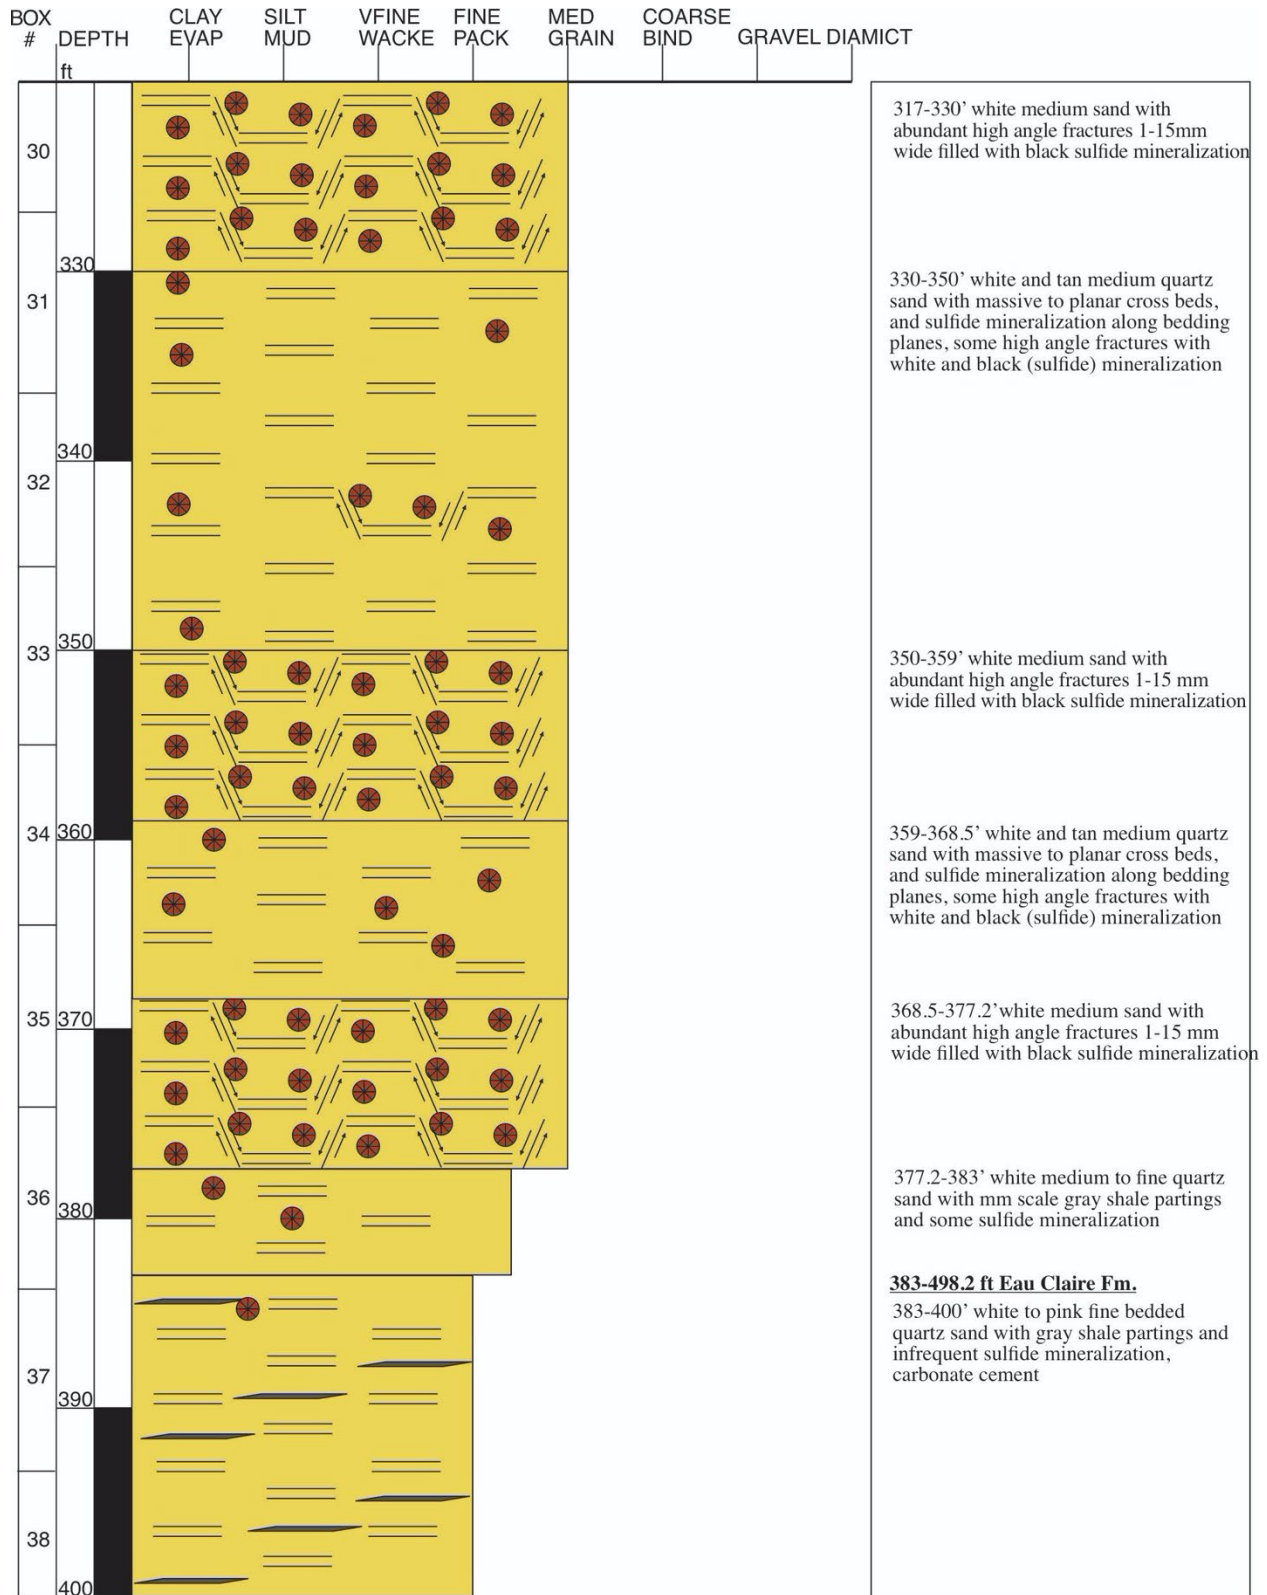 BOX
#
DEPTH
ft
CLAY
EVAP
SILT
MUD
VFINE
WACKE
FINE
PACK
MED
GRAIN
COARSE
BIND
GRAVEL DIAMICT
30
330
31
340
32
350
33
34
360
35
370
36
380
37
390
38
400
317-330’ white medium sand with
abundant high angle fractures 1-15mm
wide filled with black sulfide mineralization
330-350’ white and tan medium quartz
sand with massive to planar cross beds,
and sulfide mineralization along bedding
planes, some high angle fractures with
white and black (sulfide) mineralization
350-359’ white medium sand with
abundant high angle fractures 1-15 mm
wide filled with black sulfide mineralization
359-368.5’ white and tan medium quartz
sand with massive to planar cross beds,
and sulfide mineralization along bedding
planes, some high angle fractures with
white and black (sulfide) mineralization
368.5-377.2’white medium sand with
abundant high angle fractures 1-15 mm
wide filled with black sulfide mineralization
377.2-383’ white medium to fine quartz
sand with mm scale gray shale partings
and some sulfide mineralization
383-498.2 ft Eau Claire Fm.
383-400’ white to pink fine bedded
quartz sand with gray shale partings and
infrequent sulfide mineralization,
carbonate cement